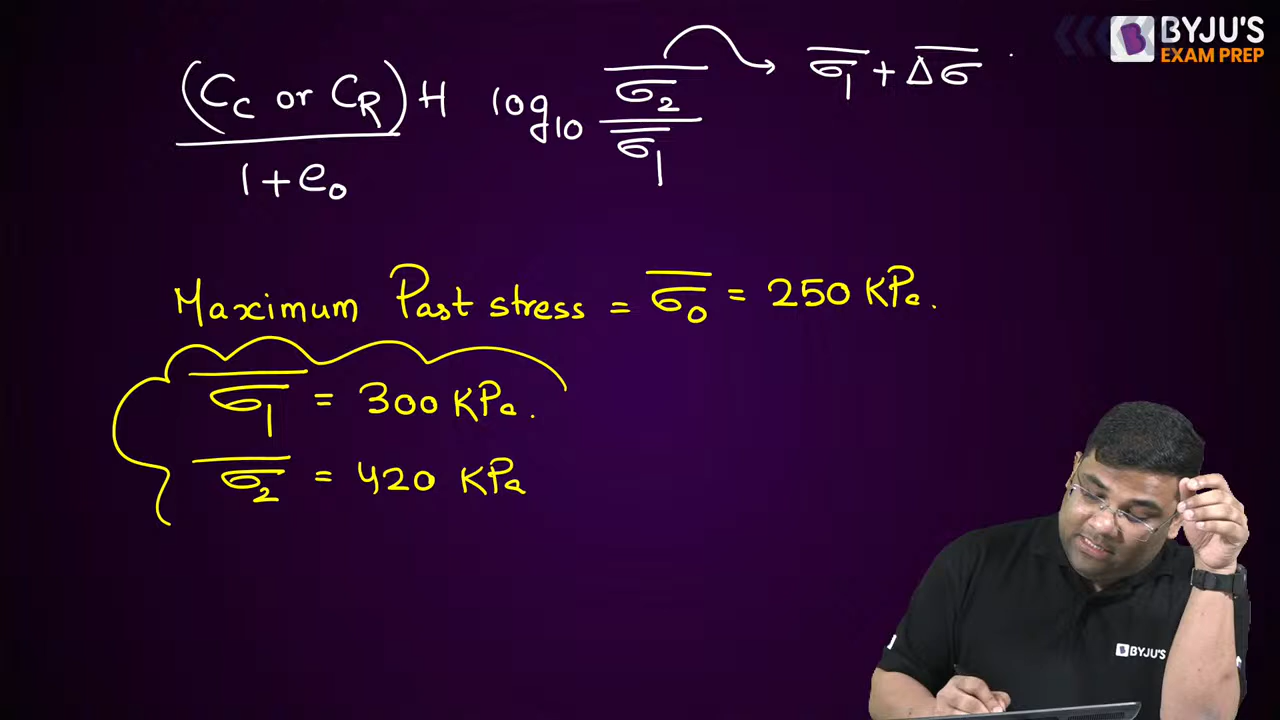 BYJU'S
EXAM PREP
(Cc or CR) H log10 σ̅2 → σ̅1 + Δσ̅
1 + e0 σ̅1
Maximum Past stress = σ̅0 = 250 KPa.
σ̅1 = 300 KPa.
σ̅2 = 420 KPa
BYJU'S